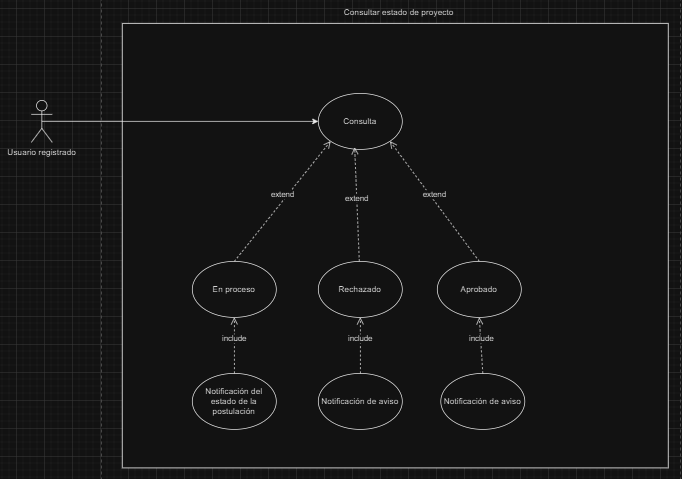 Consultar estado de proyecto
Consulta
Usuario registrado
extend
extend
extend
En proceso
Rechazado
Aprobado
include
include
include
Notificación del
estado de la
postulación
Notificación de aviso
Notificación de aviso